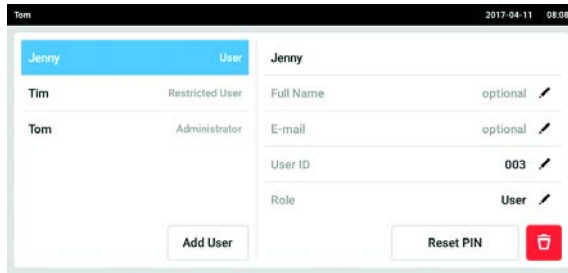 Tom 2017-04-11 08:08
Jenny User
Tim Restricted User
Tom Administrator
Add User
Jenny
Full Name optional
E-mail optional
User ID 003
Role User
Reset PIN